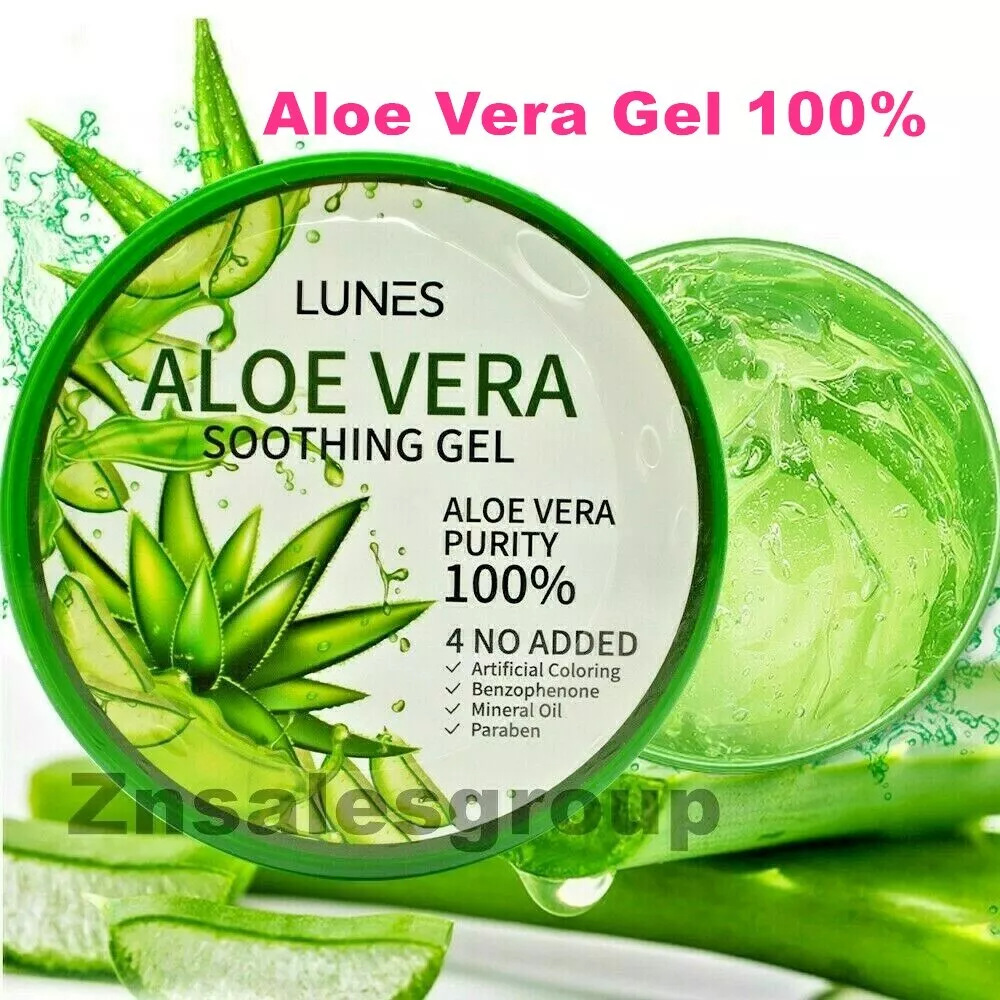 Aloe Vera Gel 100%
LUNES
ALOE VERA
SOOTHING GEL
ALOE VERA
PURITY
100%
4 NO ADDED
✓ Artificial Coloring
✓ Benzophenone
✓ Mineral Oil
✓ Paraben
Znsalesgroup